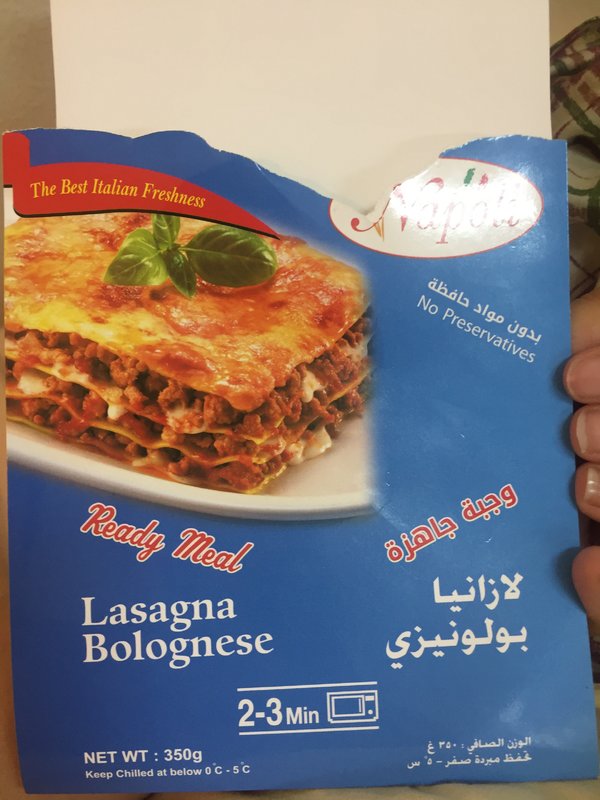 The Best Italian Freshness
Napoli
بدون مواد حافظة
No Preservatives
Ready Meal
وجبة جاهزة
Lasagna
Bolognese
لازانيا
بولونيزي
2-3 Min
NET WT : 350g
Keep Chilled at below 0°C - 5°C
الوزن الصافي : ٣٥٠ غ
تحفظ مبردة صفر - ٥° س